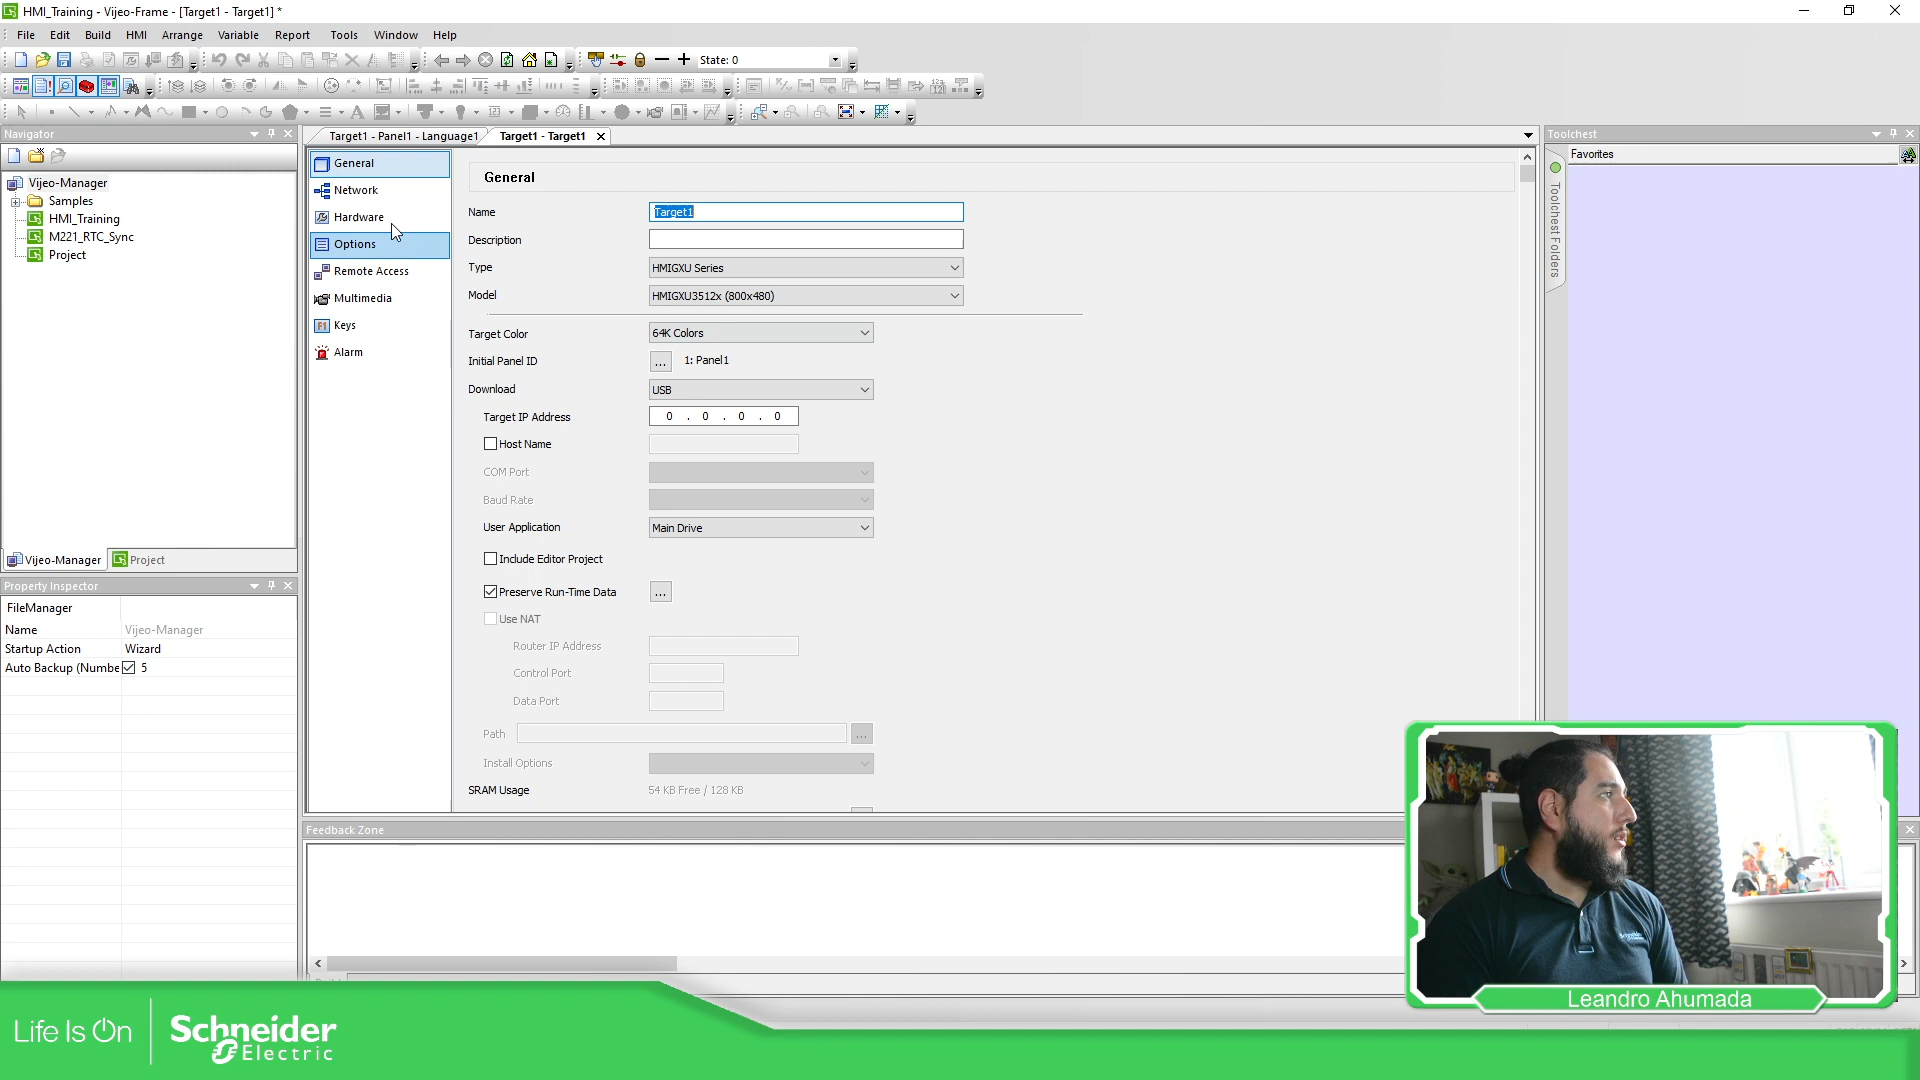 HMI_Training - Vijeo-Frame - [Target1 - Target1] *
File Edit Build HMI Arrange Variable Report Tools Window Help
State: 0
Navigator
Target1 - Panel1 - Language1
Target1 - Target1
Toolchest
Favorites
Toolchest Folders
Vijeo-Manager
Samples
HMI_Training
M221_RTC_Sync
Project
General
Network
Hardware
Options
Remote Access
Multimedia
Keys
Alarm
General
Name Target1
Description
Type HMIGXU Series
Model HMIGXU3512x (800x480)
Target Color 64K Colors
Initial Panel ID ... 1: Panel1
Download USB
Target IP Address 0 . 0 . 0 . 0
Host Name
COM Port
Baud Rate
User Application Main Drive
Include Editor Project
Preserve Run-Time Data ...
Use NAT
Router IP Address
Control Port
Data Port
Path ...
Install Options
SRAM Usage 54 KB Free / 128 KB
Vijeo-Manager Project
Property Inspector
FileManager
Name Vijeo-Manager
Startup Action Wizard
Auto Backup (Numbe 5
Feedback Zone
Leandro Ahumada
Life Is On
Schneider
Electric